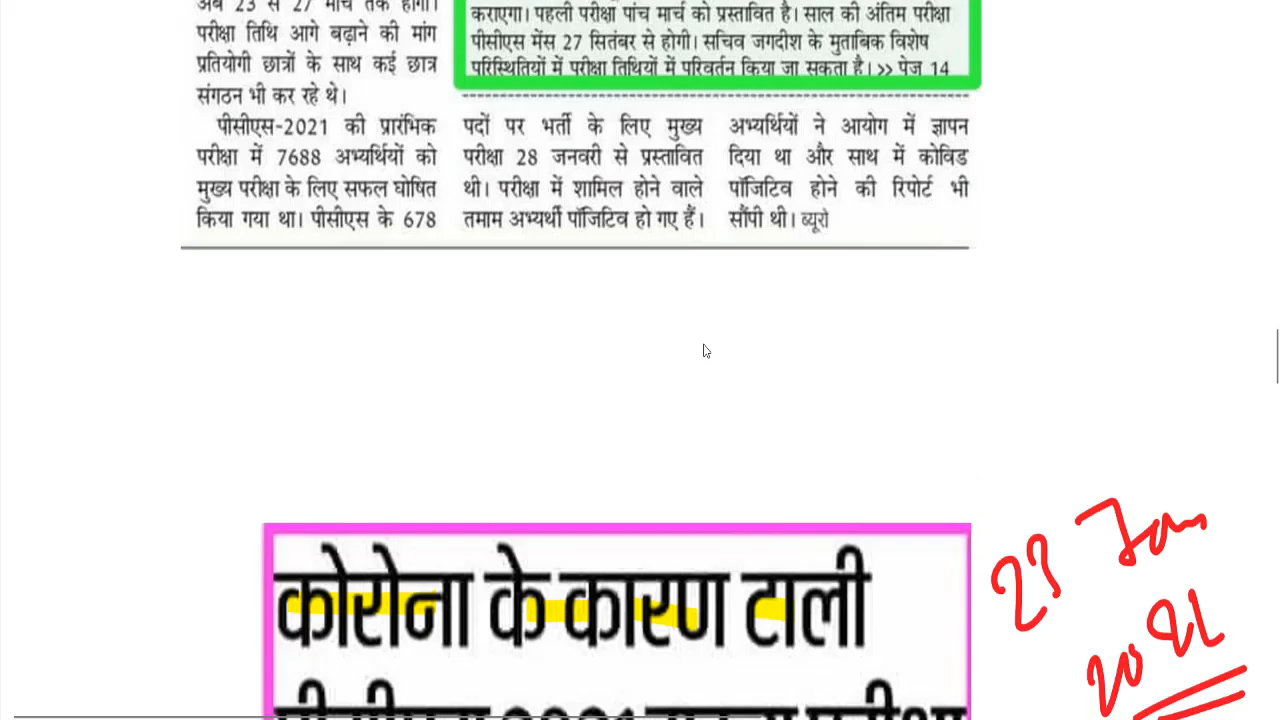 अब 23 से 27 मार्च तक होगी।
परीक्षा तिथि आगे बढ़ाने की मांग
प्रतियोगी छात्रों के साथ कई छात्र
संगठन भी कर रहे थे।
पीसीएस-2021 की प्रारंभिक
परीक्षा में 7688 अभ्यर्थियों को
मुख्य परीक्षा के लिए सफल घोषित
किया गया था। पीसीएस के 678
कराएगा। पहली परीक्षा पांच मार्च को प्रस्तावित है। साल की अंतिम परीक्षा
पीसीएस मेंस 27 सितंबर से होगी। सचिव जगदीश के मुताबिक विशेष
परिस्थितियों में परीक्षा तिथियों में परिवर्तन किया जा सकता है। >> पेज 14
पदों पर भर्ती के लिए मुख्य
परीक्षा 28 जनवरी से प्रस्तावित
थी। परीक्षा में शामिल होने वाले
तमाम अभ्यर्थी पॉजिटिव हो गए हैं।
अभ्यर्थियों ने आयोग में ज्ञापन
दिया था और साथ में कोविड
पॉजिटिव होने की रिपोर्ट भी
सौंपी थी। ब्यूरो
कोरोना के कारण टाली
पीसीएस 2021 मुख्य परीक्षा
23 Jan